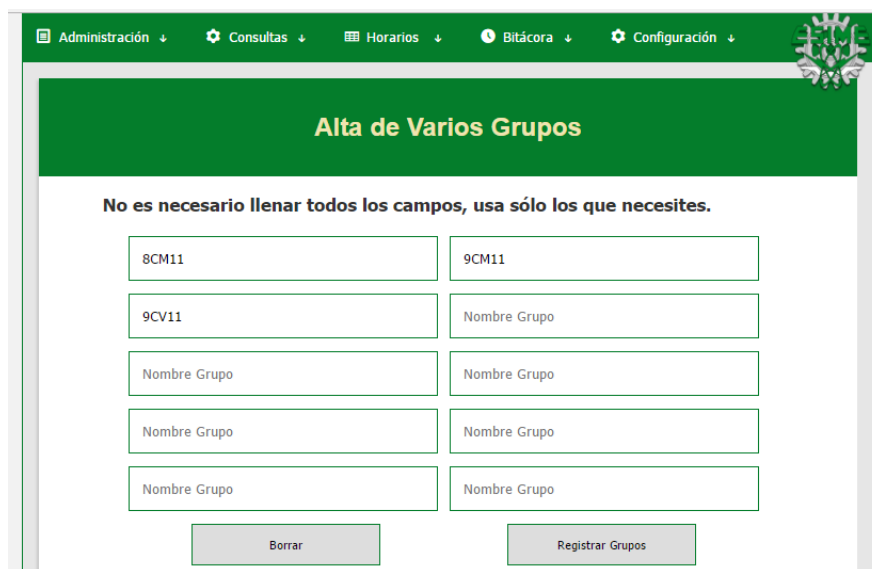 Administración ↓ Consultas ↓ Horarios ↓ Bitácora ↓ Configuración ↓
Alta de Varios Grupos
No es necesario llenar todos los campos, usa sólo los que necesites.
8CM11 9CM11
9CV11 Nombre Grupo
Nombre Grupo Nombre Grupo
Nombre Grupo Nombre Grupo
Nombre Grupo Nombre Grupo
Borrar Registrar Grupos